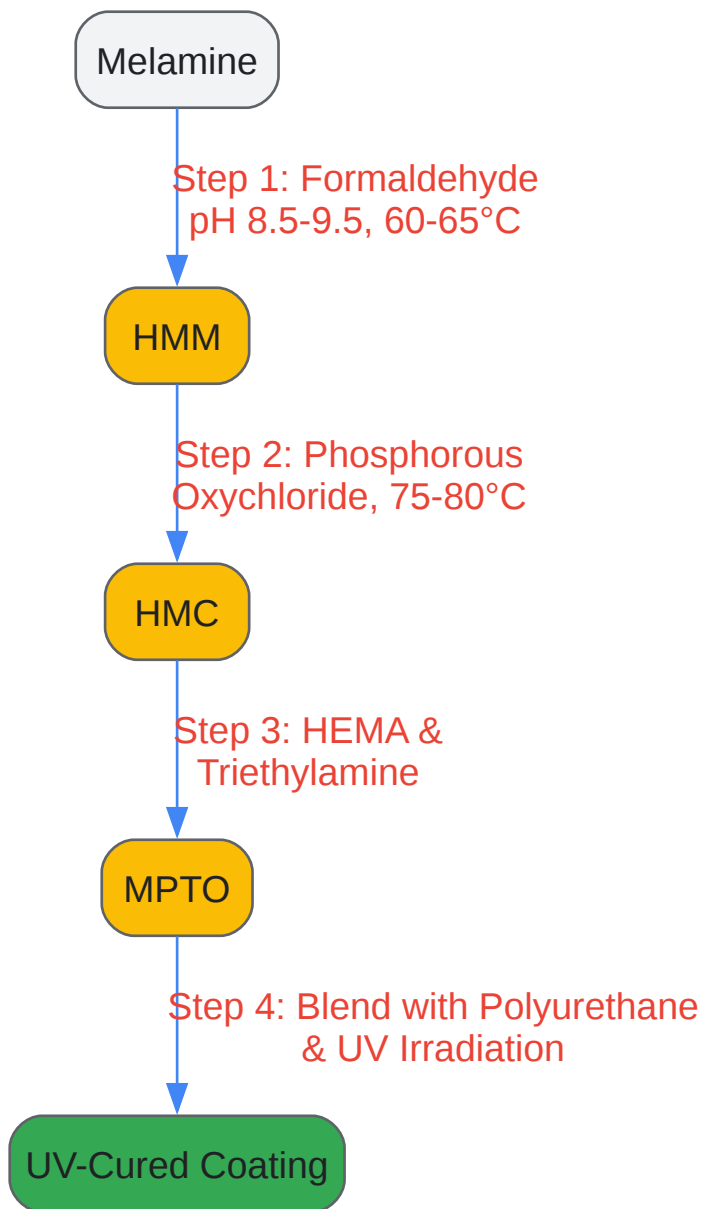 Melamine
Step 1: Formaldehyde
pH 8.5-9.5, 60-65°C
HMM
Step 2: Phosphorous
Oxychloride, 75-80°C
HMC
Step 3: HEMA &
Triethylamine
MPTO
Step 4: Blend with Polyurethane
& UV Irradiation
UV-Cured Coating